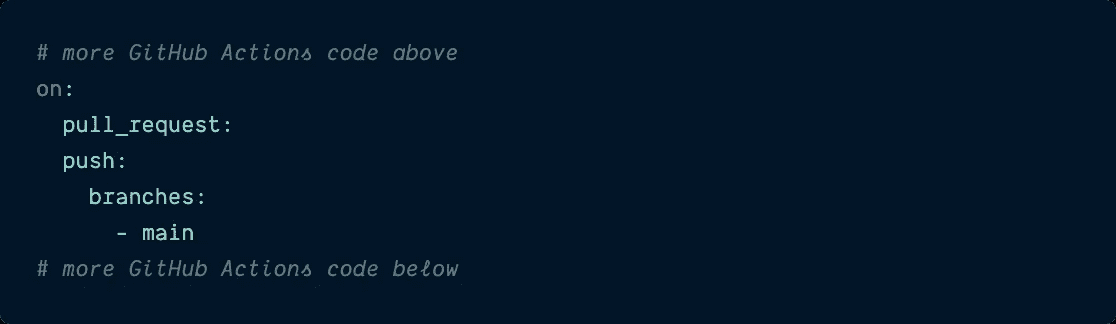 # more GitHub Actions code above
on:
  pull_request:
  push:
    branches:
      - main
# more GitHub Actions code below